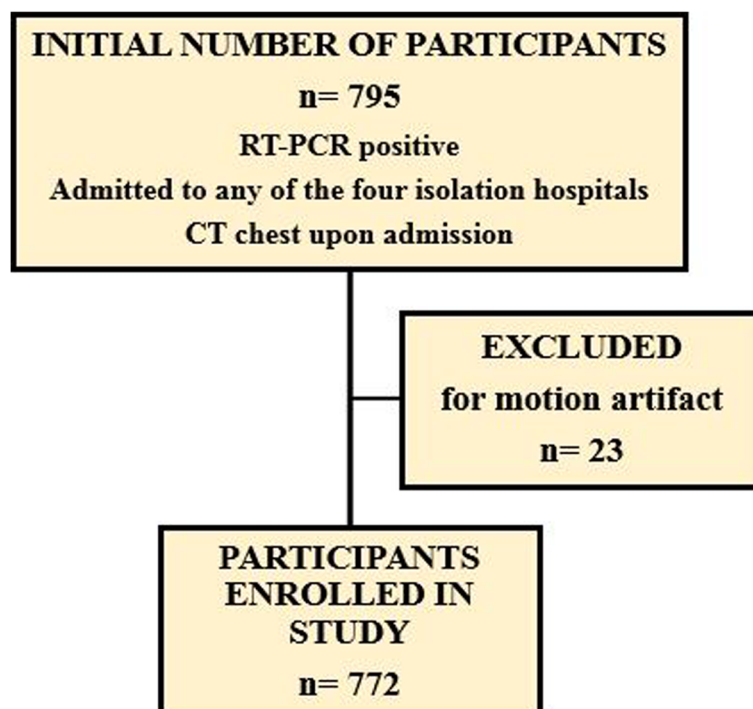 INITIAL NUMBER OF PARTICIPANTS
n= 795
RT-PCR positive
Admitted to any of the four isolation hospitals
CT chest upon admission
EXCLUDED
for motion artifact
n= 23
PARTICIPANTS
ENROLLED IN
STUDY
n= 772